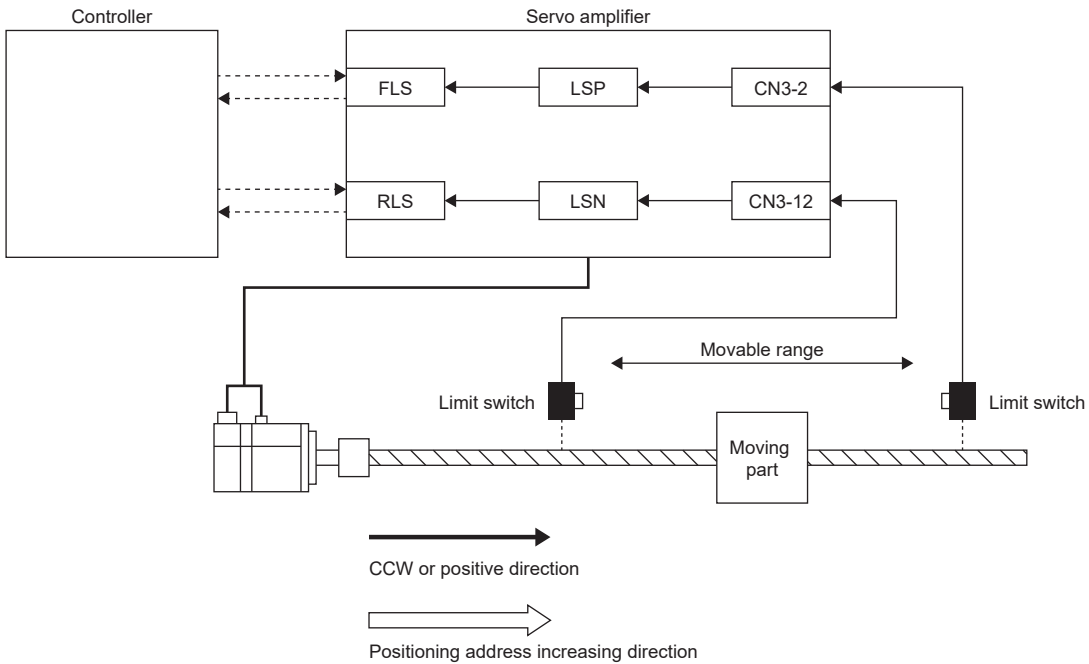 Controller
Servo amplifier
FLS
LSP
CN3-2
RLS
LSN
CN3-12
Movable range
Limit switch
Limit switch
Moving
part
CCW or positive direction
Positioning address increasing direction